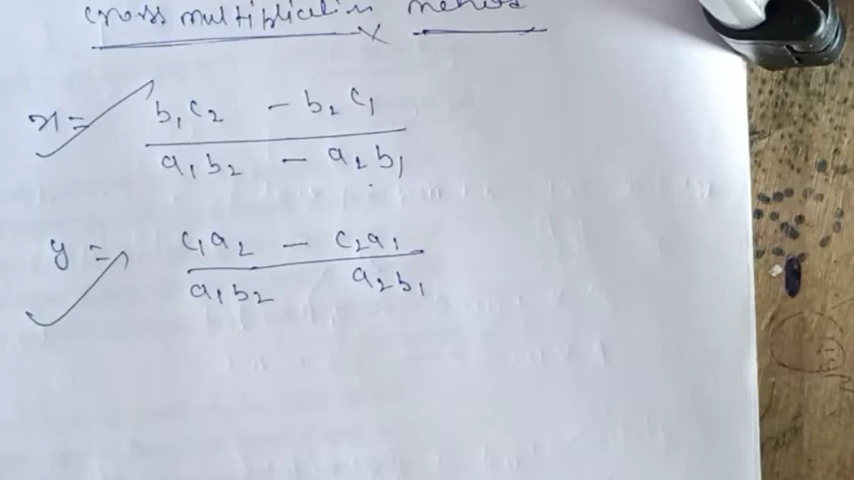 cross multiplication method
x = b₁c₂ - b₂c₁
a₁b₂ - a₂b₁
y = c₁a₂ - c₂a₁
a₁b₂ a₂b₁